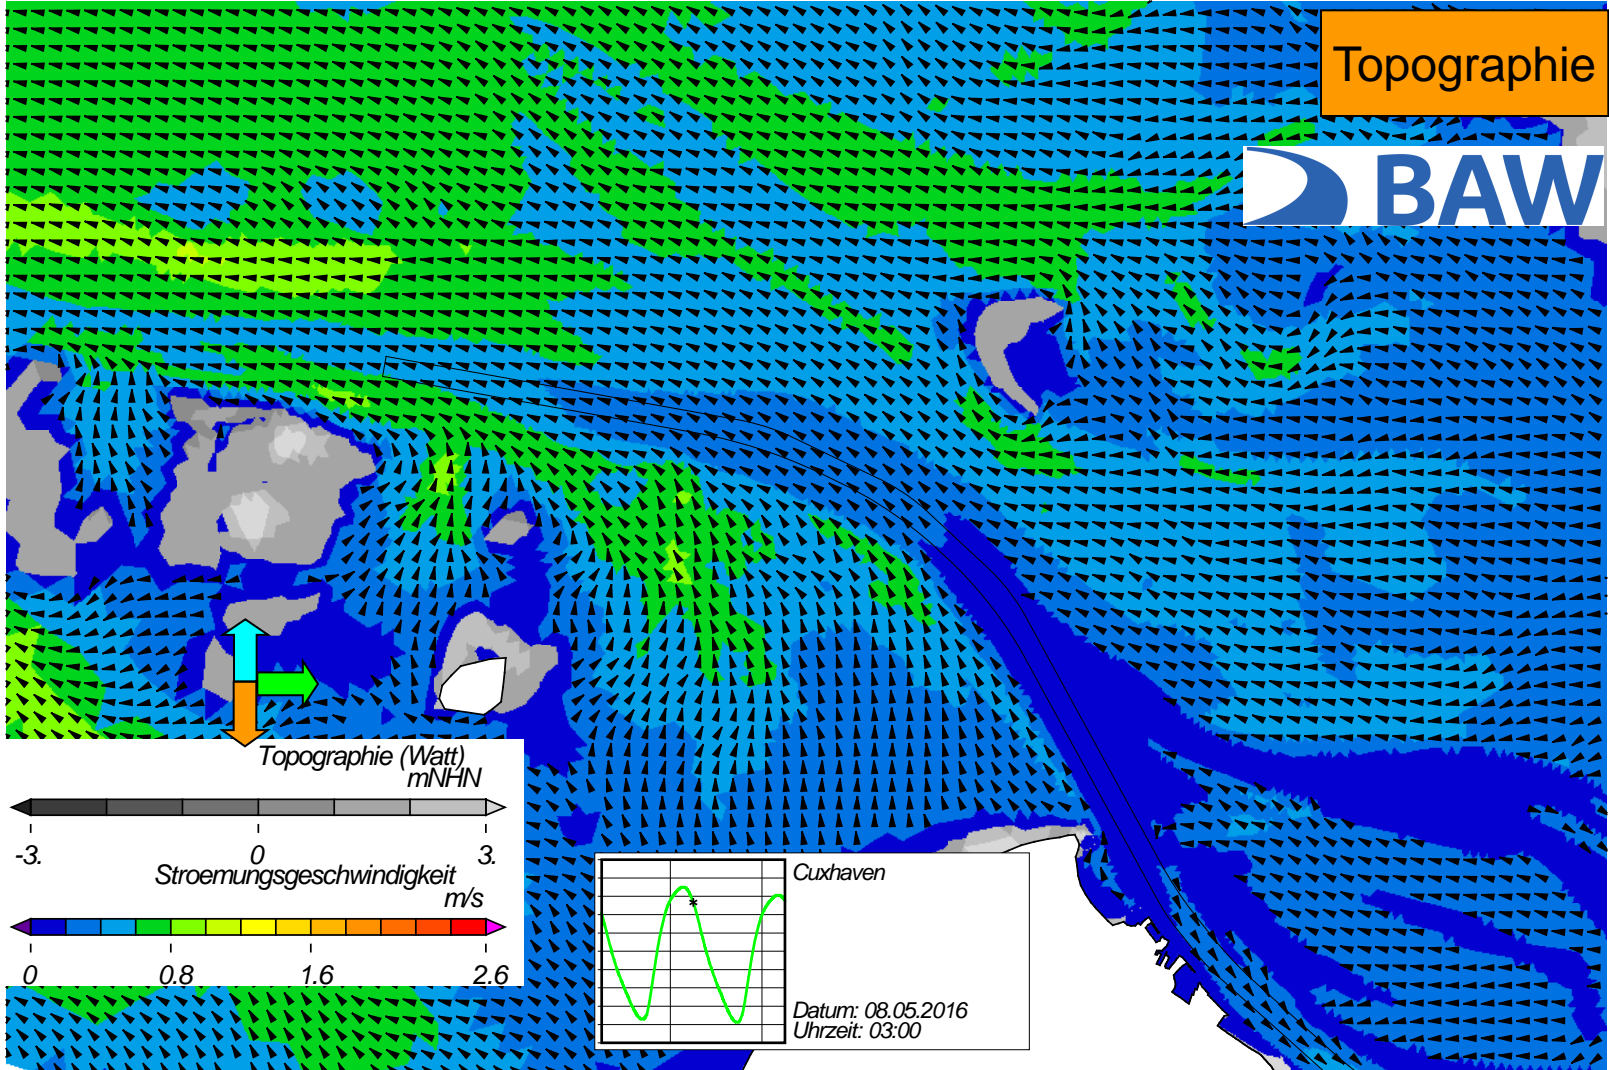 Topographie
BAW
Topographie (Watt)
mNHN
-3. 0 3.
Stroemungsgeschwindigkeit
m/s
0 0.8 1.6 2.6
Cuxhaven
Datum: 08.05.2016
Uhrzeit: 03:00